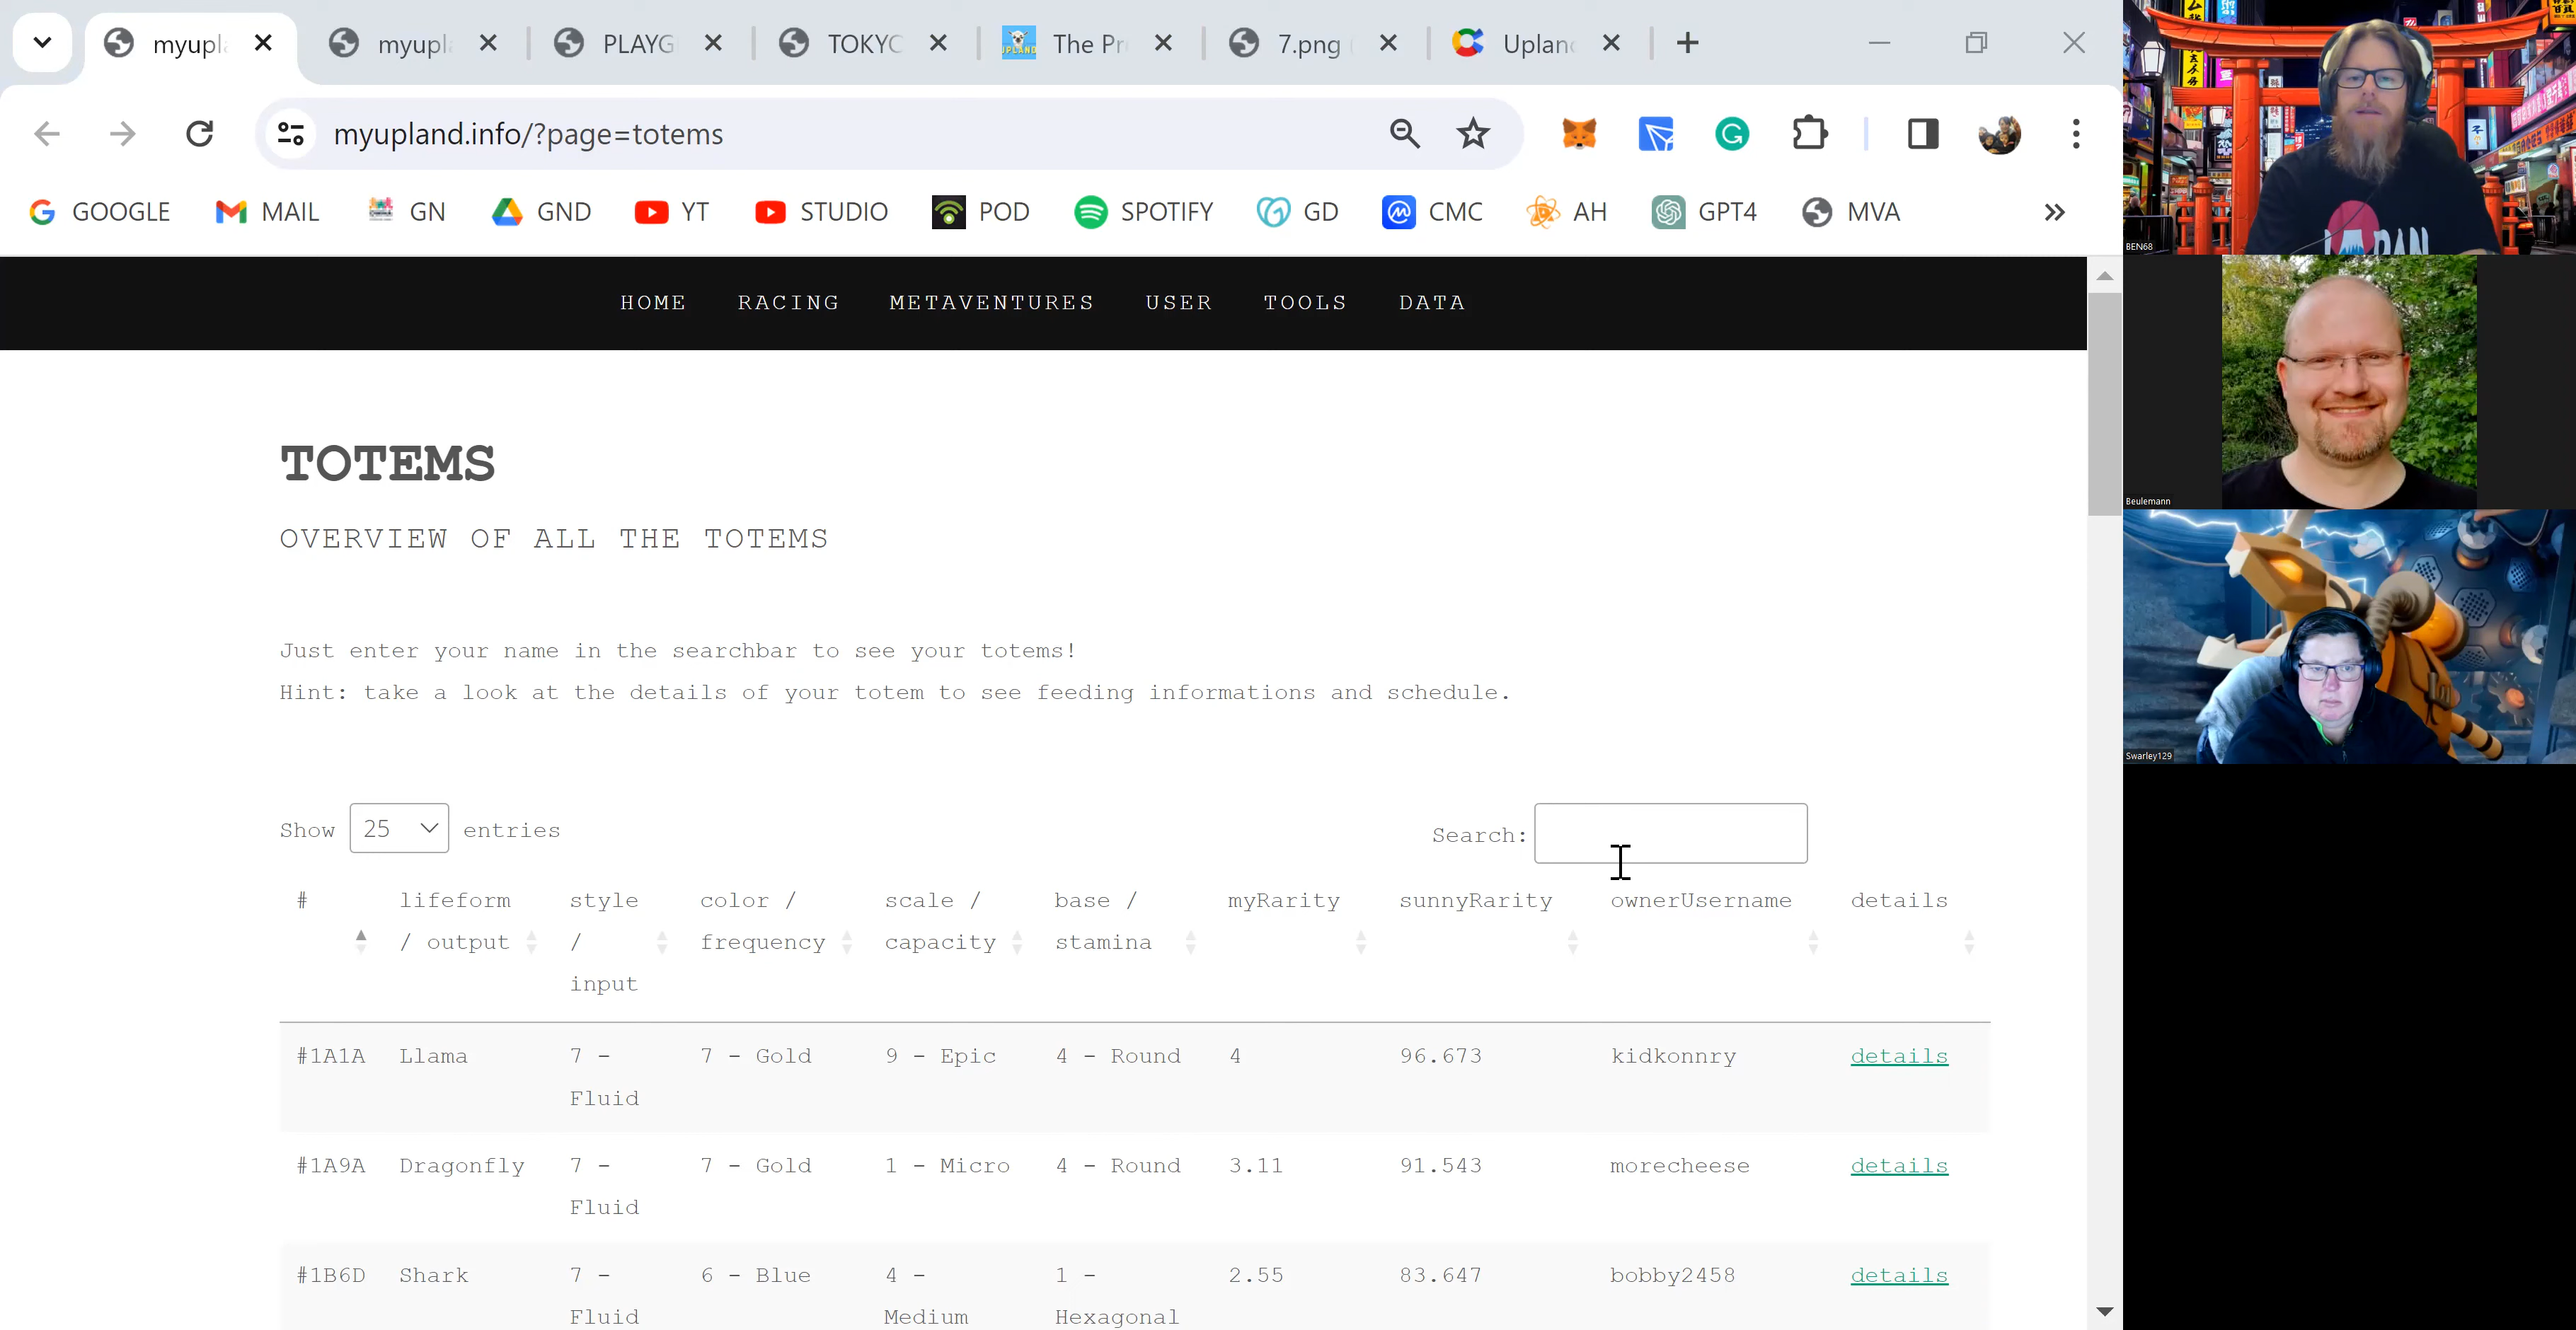 myupl
myupl
PLAYG
TOKYO
The Pr
7.png
Uplan
myupland.info/?page=totems
GOOGLE
MAIL
GN
GND
YT
STUDIO
POD
SPOTIFY
GD
CMC
AH
GPT4
MVA
HOME RACING METAVENTURES USER TOOLS DATA
TOTEMS
OVERVIEW OF ALL THE TOTEMS
Just enter your name in the searchbar to see your totems!
Hint: take a look at the details of your totem to see feeding informations and schedule.
Show 25 entries
Search:
# lifeform style color / scale / base / myRarity sunnyRarity ownerUsername details
/ output / frequency capacity stamina
input
#1A1A Llama 7 - 7 - Gold 9 - Epic 4 - Round 4 96.673 kidkonnry details
Fluid
#1A9A Dragonfly 7 - 7 - Gold 1 - Micro 4 - Round 3.11 91.543 morecheese details
Fluid
#1B6D Shark 7 - 6 - Blue 4 - 1 - 2.55 83.647 bobby2458 details
Fluid Medium Hexagonal
BEN68
Beulemann
Swarley129